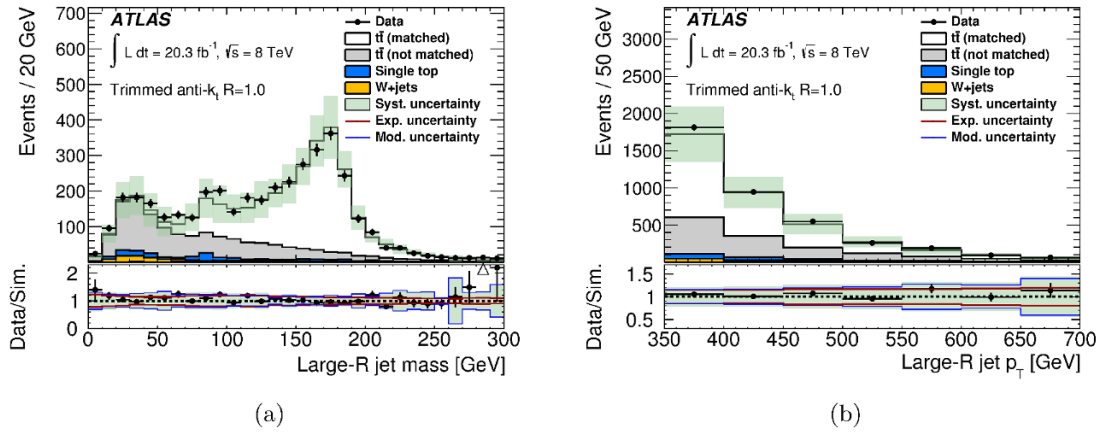 ATLAS
∫ L dt = 20.3 fb⁻¹, √s = 8 TeV
Trimmed anti-kₜ R=1.0
Data
tt̄ (matched)
tt̄ (not matched)
Single top
W+jets
Syst. uncertainty
Exp. uncertainty
Mod. uncertainty
Events / 20 GeV
700
600
500
400
300
200
100
Data/Sim.
2
1
0
0 50 100 150 200 250 300
Large-R jet mass [GeV]
(a)
ATLAS
∫ L dt = 20.3 fb⁻¹, √s = 8 TeV
Trimmed anti-kₜ R=1.0
Data
tt̄ (matched)
tt̄ (not matched)
Single top
W+jets
Syst. uncertainty
Exp. uncertainty
Mod. uncertainty
Events / 50 GeV
3000
2500
2000
1500
1000
500
Data/Sim.
1.5
1
0.5
350 400 450 500 550 600 650 700
Large-R jet p_T [GeV]
(b)